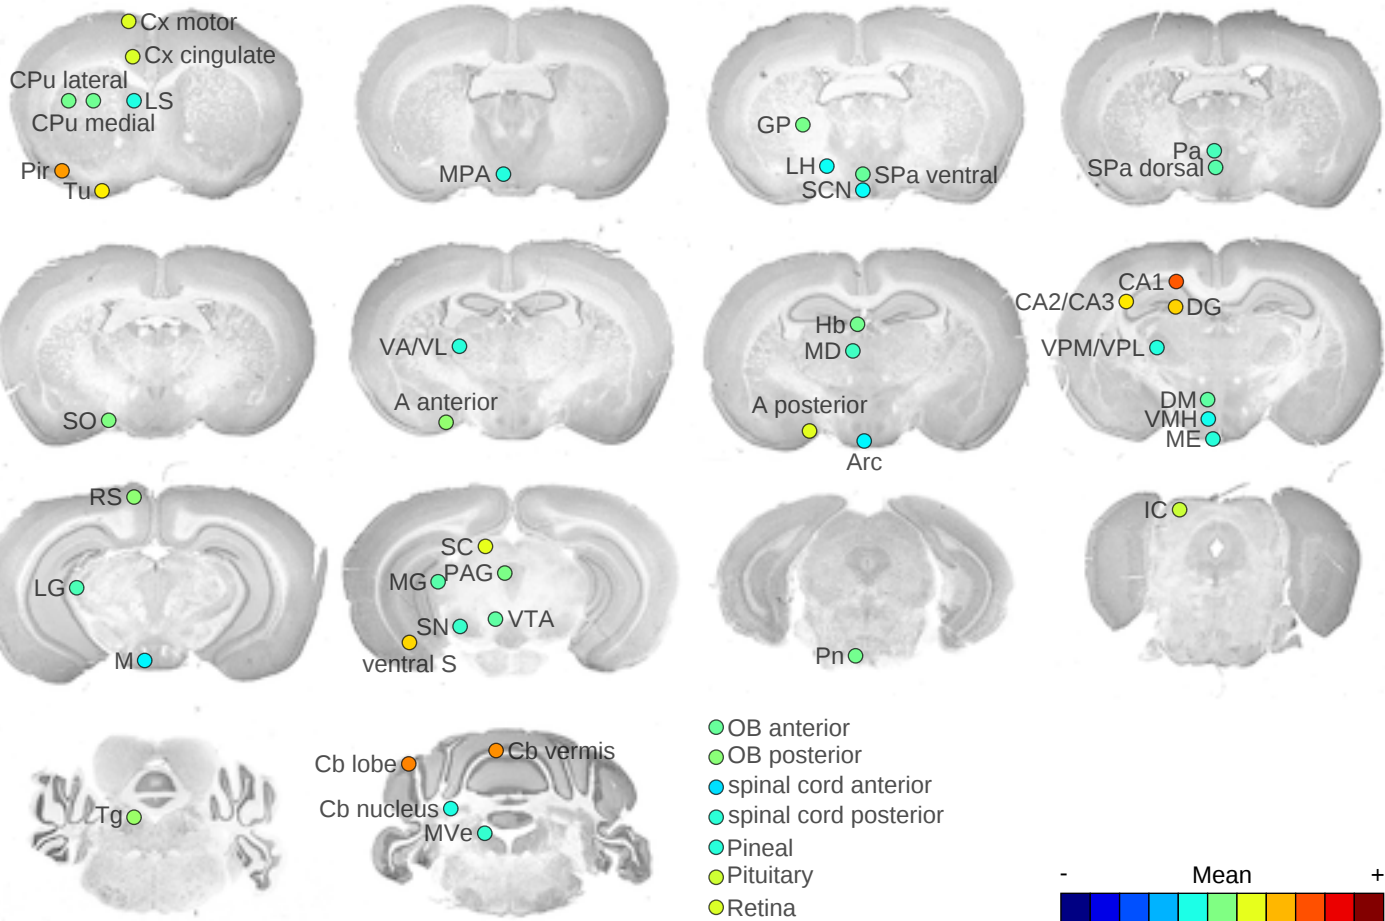 Cx motor
Cx cingulate
CPu lateral
LS
CPu medial
Pir
Tu
MPA
GP
LH
SPa ventral
SCN
Pa
SPa dorsal
SO
VA/VL
A anterior
Hb
MD
A posterior
Arc
CA1
CA2/CA3
DG
VPM/VPL
DM
VMH
ME
RS
LG
M
SC
PAG
MG
VTA
SN
ventral S
Pn
IC
Tg
Cb vermis
Cb lobe
Cb nucleus
MVe
OB anterior
OB posterior
spinal cord anterior
spinal cord posterior
Pineal
Pituitary
Retina
- Mean +